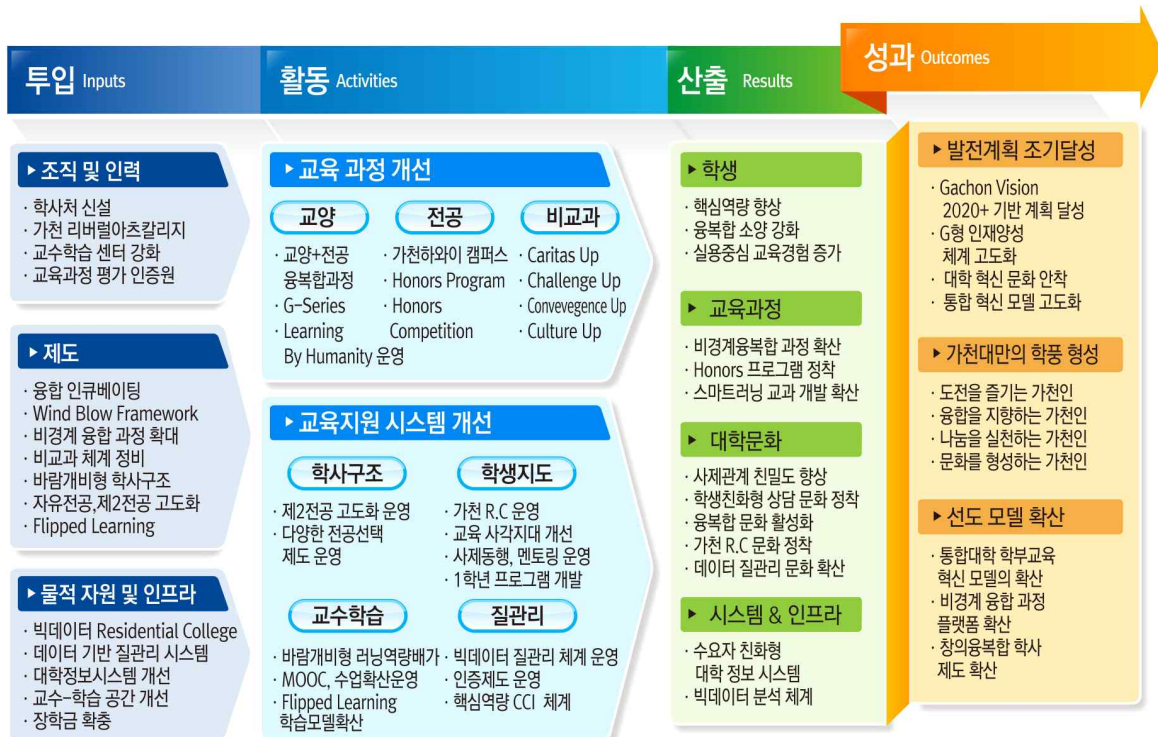 투입 Inputs
▶ 조직 및 인력
· 학사처 신설
· 가천 리버럴아츠칼리지
· 교수학습 센터 강화
· 교육과정 평가 인증원
▶ 제도
· 융합 인큐베이팅
· Wind Blow Framework
· 비경계 융합 과정 확대
· 비교과 체계 정비
· 바람개비형 학사구조
· 자유전공,제2전공 고도화
· Flipped Learning
▶ 물적 자원 및 인프라
· 빅데이터 Residential College
· 데이터 기반 질관리 시스템
· 대학정보시스템 개선
· 교수-학습 공간 개선
· 장학금 확충
활동 Activities
▶ 교육 과정 개선
교양
· 교양+전공
융복합과정
· G-Series
· Learning
By Humanity 운영
전공
· 가천하와이 캠퍼스
· Honors Program
· Honors
Competition
비교과
· Caritas Up
· Challenge Up
· Convevegence Up
· Culture Up
▶ 교육지원 시스템 개선
학사구조
· 제2전공 고도화 운영
· 다양한 전공선택
제도 운영
학생지도
· 가천 R.C 운영
· 교육 사각지대 개선
· 사제동행, 멘토링 운영
· 1학년 프로그램 개발
교수학습
· 바람개비형 러닝역량배가
· MOOC, 수업확산운영
· Flipped Learning
학습모델확산
질관리
· 빅데이터 질관리 체계 운영
· 인증제도 운영
· 핵심역량 CCI 체계
산출 Results
▶ 학생
· 핵심역량 향상
· 융복합 소양 강화
· 실용중심 교육경험 증가
▶ 교육과정
· 비경계융복합 과정 확산
· Honors 프로그램 정착
· 스마트러닝 교과 개발 확산
▶ 대학문화
· 사제관계 친밀도 향상
· 학생친화형 상담 문화 정착
· 융복합 문화 활성화
· 가천 R.C 문화 정착
· 데이터 질관리 문화 확산
▶ 시스템 & 인프라
· 수요자 친화형
대학 정보 시스템
· 빅데이터 분석 체계
성과 Outcomes
▶ 발전계획 조기달성
· Gachon Vision
2020+ 기반 계획 달성
· G형 인재양성
체계 고도화
· 대학 혁신 문화 안착
· 통합 혁신 모델 고도화
▶ 가천대만의 학풍 형성
· 도전을 즐기는 가천인
· 융합을 지향하는 가천인
· 나눔을 실천하는 가천인
· 문화를 형성하는 가천인
▶ 선도 모델 확산
· 통합대학 학부교육
혁신 모델의 확산
· 비경계 융합 과정
플랫폼 확산
· 창의융복합 학사
제도 확산